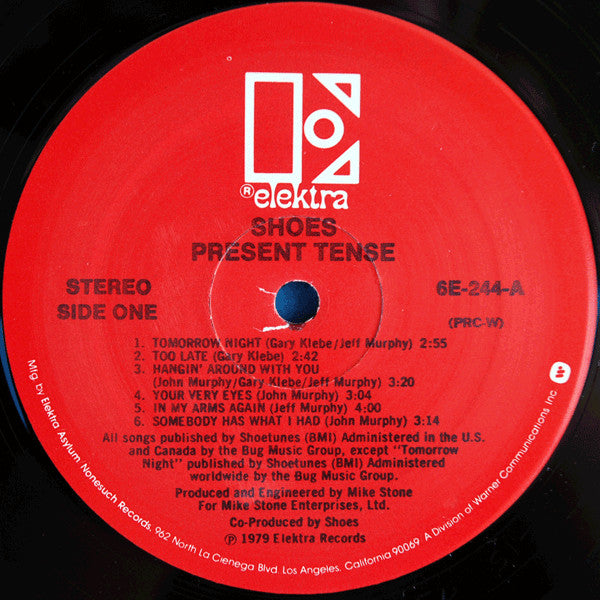 ® elektra
SHOES
PRESENT TENSE
STEREO
SIDE ONE
6E-244-A
(PRC-W)
1. TOMORROW NIGHT (Gary Klebe/Jeff Murphy) 2:55
2. TOO LATE (Gary Klebe) 2:42
3. HANGIN' AROUND WITH YOU
(John Murphy/Gary Klebe/Jeff Murphy) 3:20
4. YOUR VERY EYES (John Murphy) 3:04
5. IN MY ARMS AGAIN (Jeff Murphy) 4:00
6. SOMEBODY HAS WHAT I HAD (John Murphy) 3:14
All songs published by Shoetunes (BMI) Administered in the U.S.
and Canada by the Bug Music Group, except "Tomorrow
Night" published by Shoetunes (BMI) Administered
worldwide by the Bug Music Group.
Produced and Engineered by Mike Stone
For Mike Stone Enterprises, Ltd.
Co-Produced by Shoes
℗ 1979 Elektra Records
Mfg. by Elektra Asylum Nonesuch Records, 962 North La Cienega Blvd. Los Angeles. California 90069 A Division of Warner Communications Inc